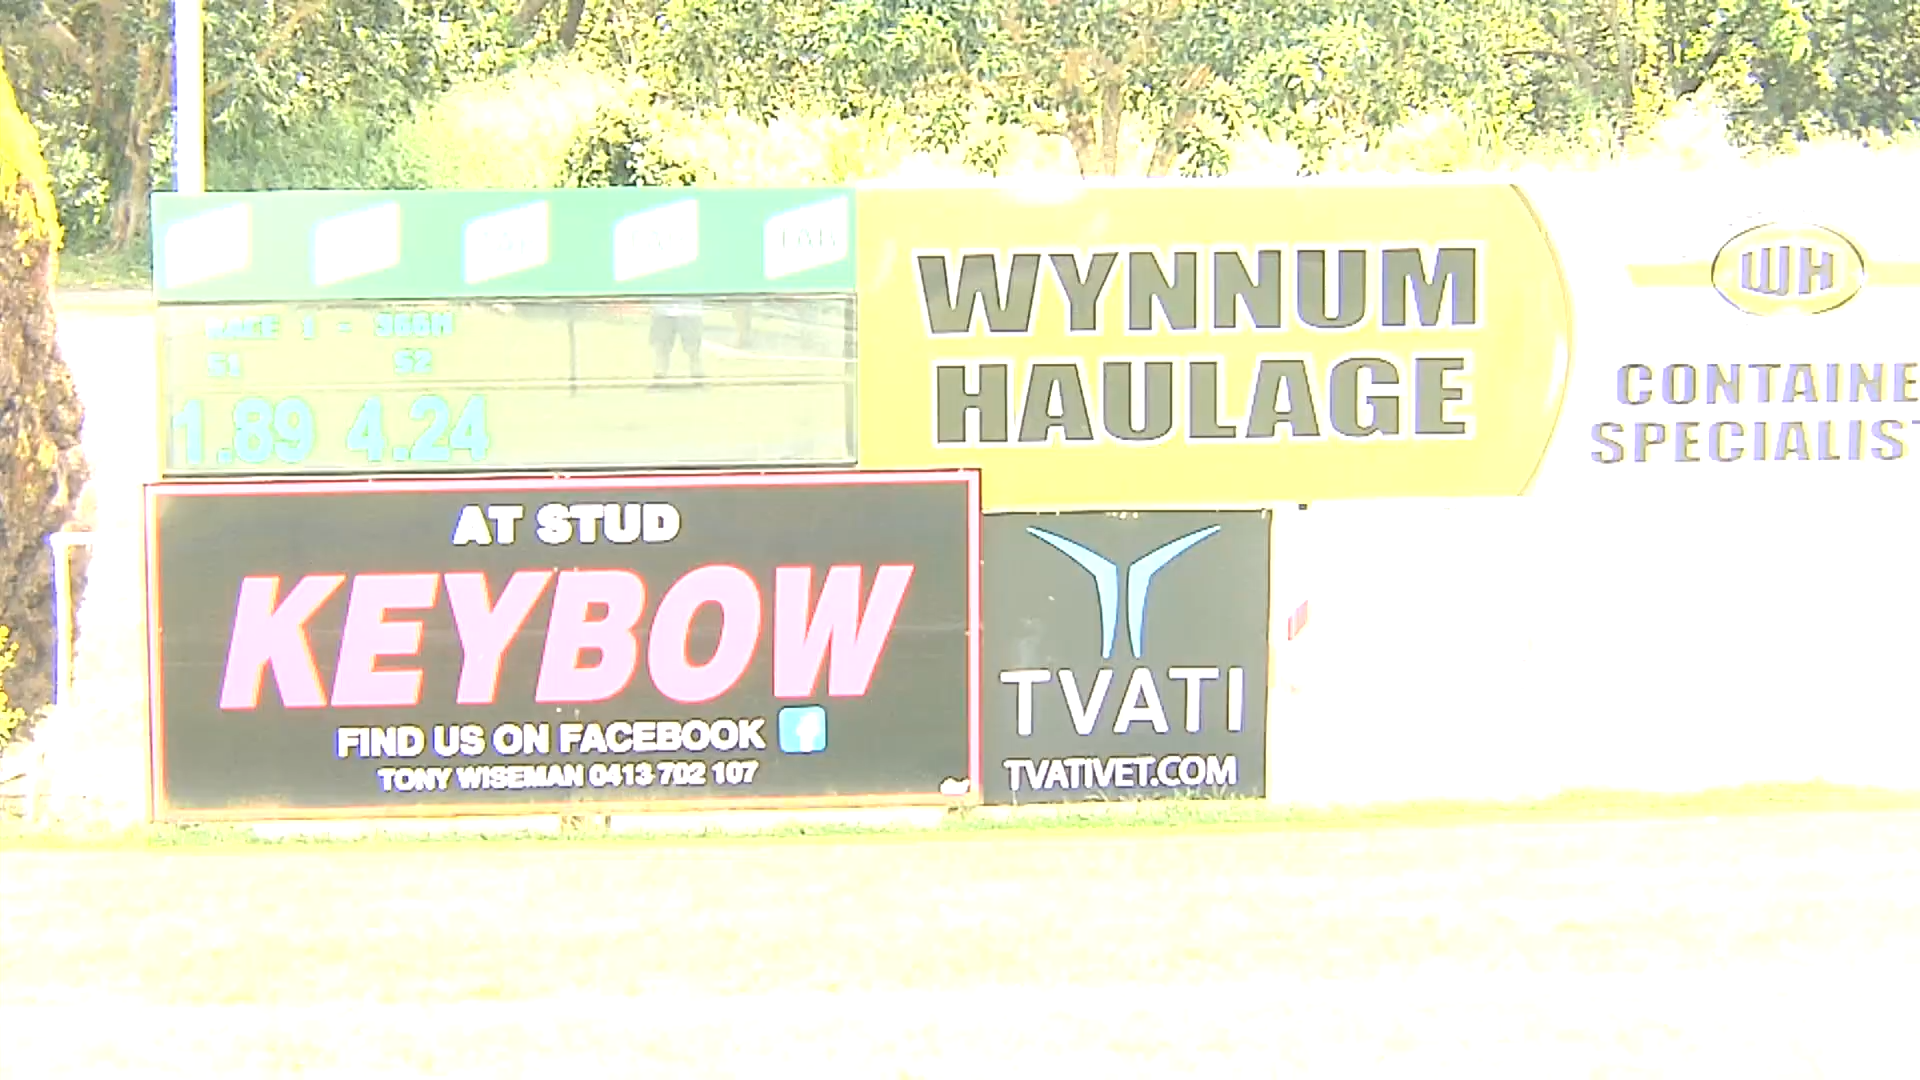 TAB
RACE 1 - 366M
S1 S2
1.89 4.24
WYNNUM
HAULAGE
WH
CONTAINE
SPECIALIST
AT STUD
KEYBOW
FIND US ON FACEBOOK f
TONY WISEMAN 0413 702 107
TVATI
TVATIVET.COM